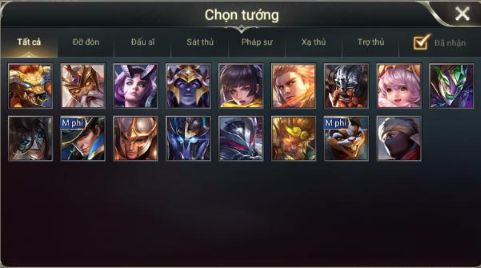 Chọn tướng
Tất cả Đỡ đòn Đấu sĩ Sát thủ Pháp sư Xạ thủ Trợ thủ Đã nhận
M phí M phí